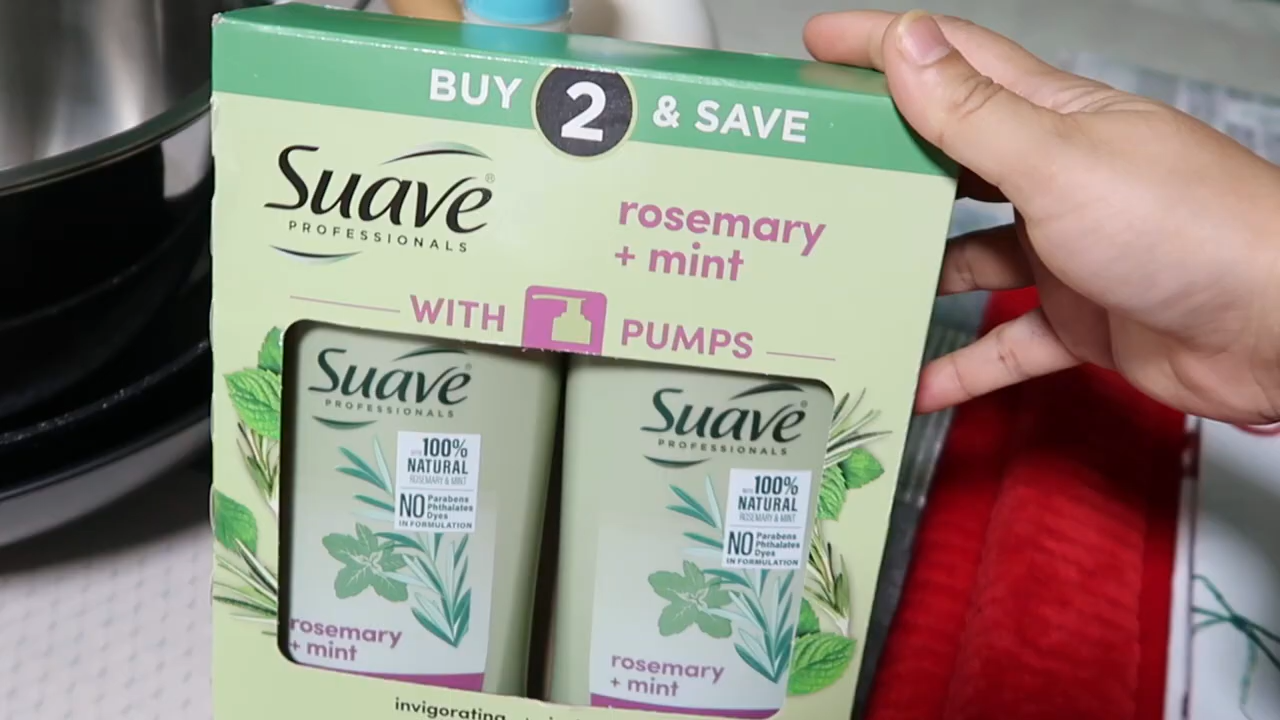 BUY 2 & SAVE
Suave®
PROFESSIONALS
rosemary
+ mint
WITH PUMPS
Suave®
PROFESSIONALS
WITH 100%
NATURAL
ROSEMARY & MINT
NO Parabens
Phthalates
Dyes
IN FORMULATION
rosemary
+ mint
Suave®
PROFESSIONALS
WITH 100%
NATURAL
ROSEMARY & MINT
NO Parabens
Phthalates
Dyes
IN FORMULATION
rosemary
+ mint
invigorating